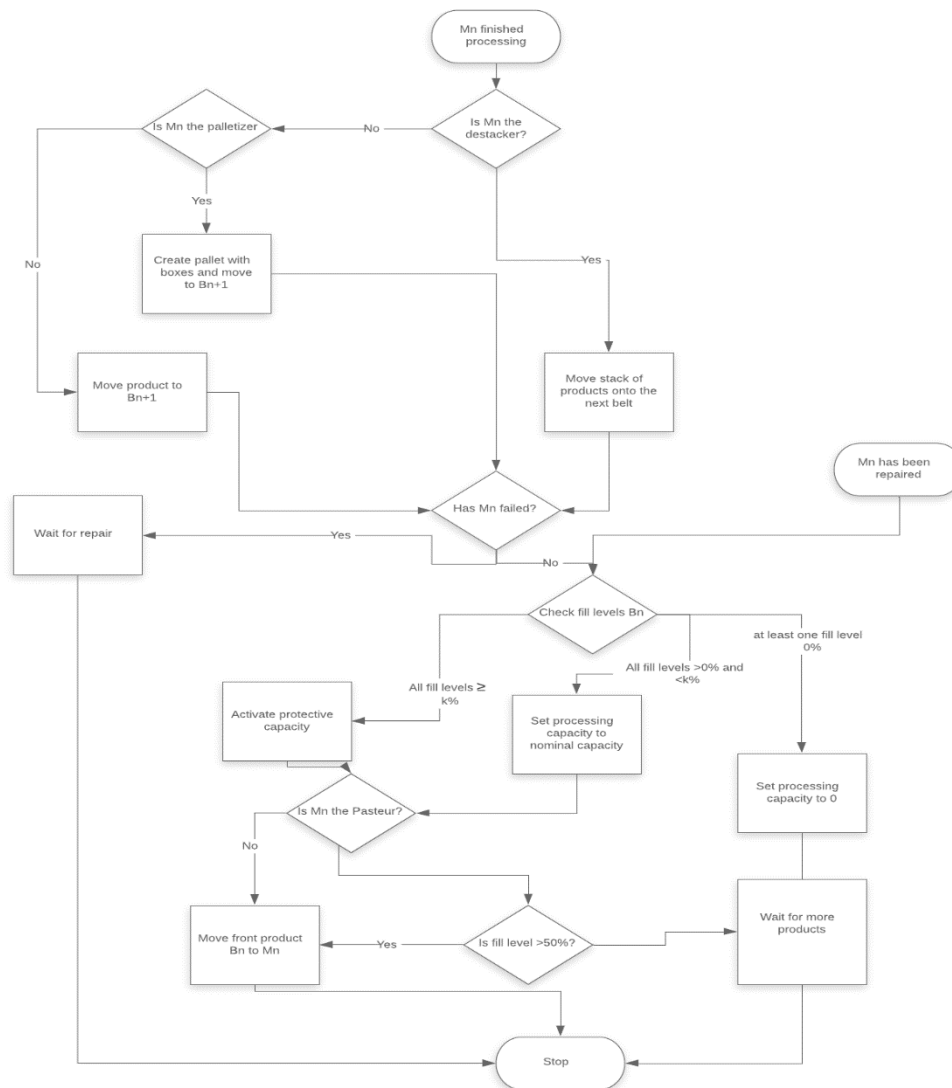 Mn finished
processing
Is Mn the
destacker?
No
Is Mn the palletizer
Yes
Create pallet with
boxes and move
to Bn+1
No
Yes
Move product to
Bn+1
Move stack of
products onto the
next belt
Mn has been
repaired
Has Mn failed?
Wait for repair
Yes
No
Check fill levels Bn
at least one fill level
0%
All fill levels >0% and
<k%
All fill levels ≥
k%
Activate protective
capacity
Set processing
capacity to
nominal capacity
Set processing
capacity to 0
Is Mn the Pasteur?
No
Move front product
Bn to Mn
Yes
Is fill level >50%?
Wait for more
products
Stop